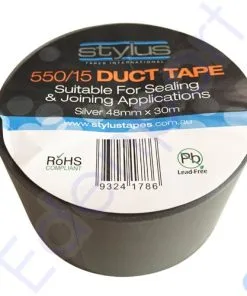 stylus
TAPES INTERNATIONAL
550/15 DUCT TAPE
Suitable For Sealing
& Joining Applications
Silver 48mm x 30m
www.stylustapes.com.au
RoHS
COMPLIANT
Pb
Lead-Free
9324 1786